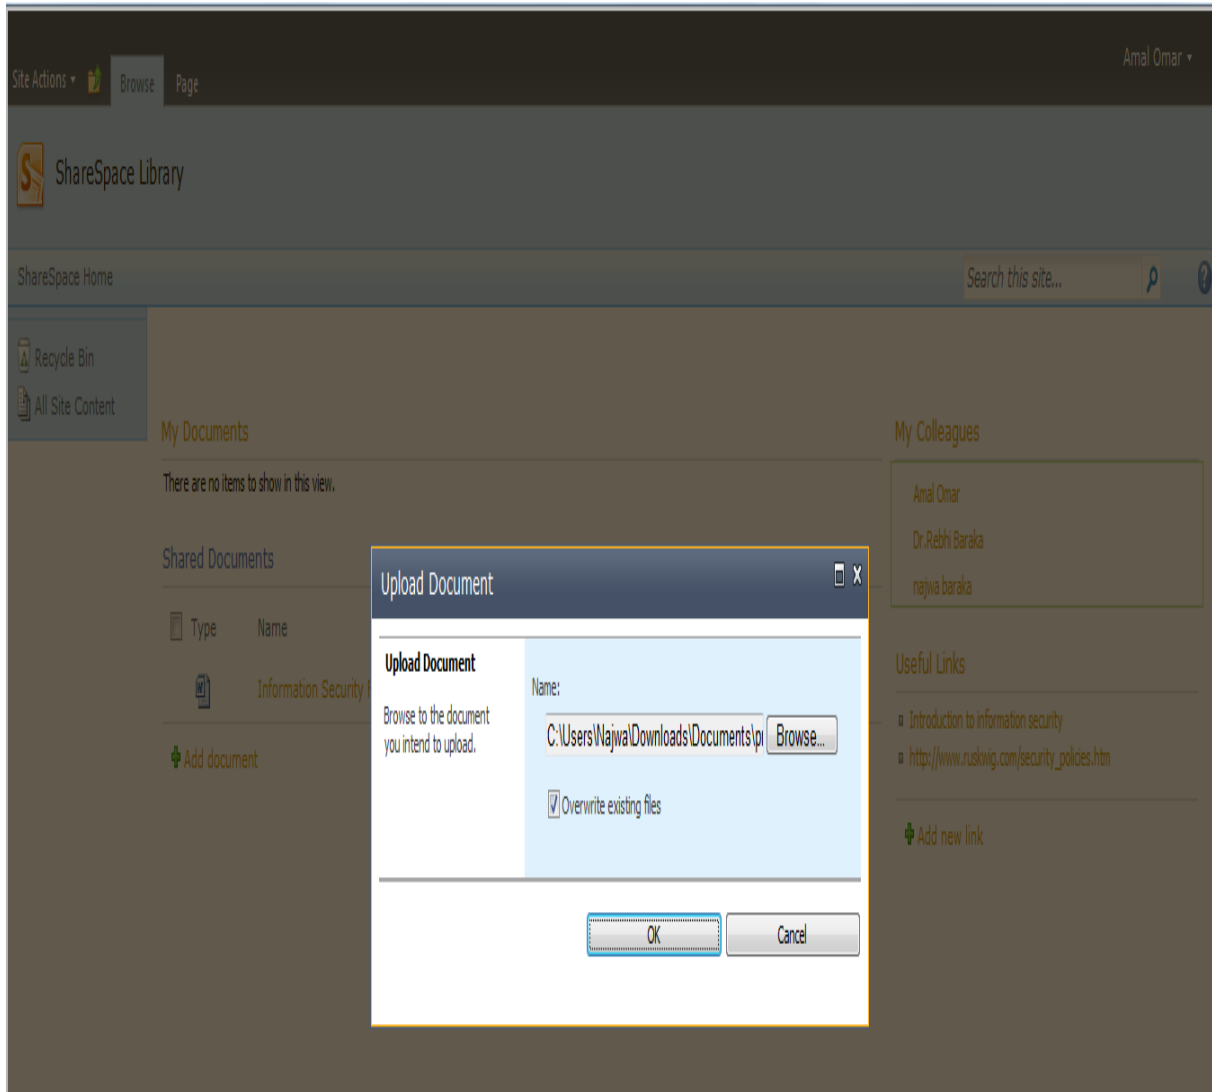 Amal Omar
Site Actions Browse Page
ShareSpace Library
ShareSpace Home
Search this site...
Recycle Bin
All Site Content
My Documents
There are no items to show in this view.
Shared Documents
Type Name
Information Security
Add document
My Colleagues
Amal Omar
Dr.Rebhi Baraka
najwa baraka
Useful Links
Introduction to information security
http://www.ruskwig.com/security_policies.htm
Add new link
Upload Document
Upload Document
Browse to the document
you intend to upload.
Name:
C:\Users\Najwa\Downloads\Documents\p Browse...
Overwrite existing files
OK Cancel